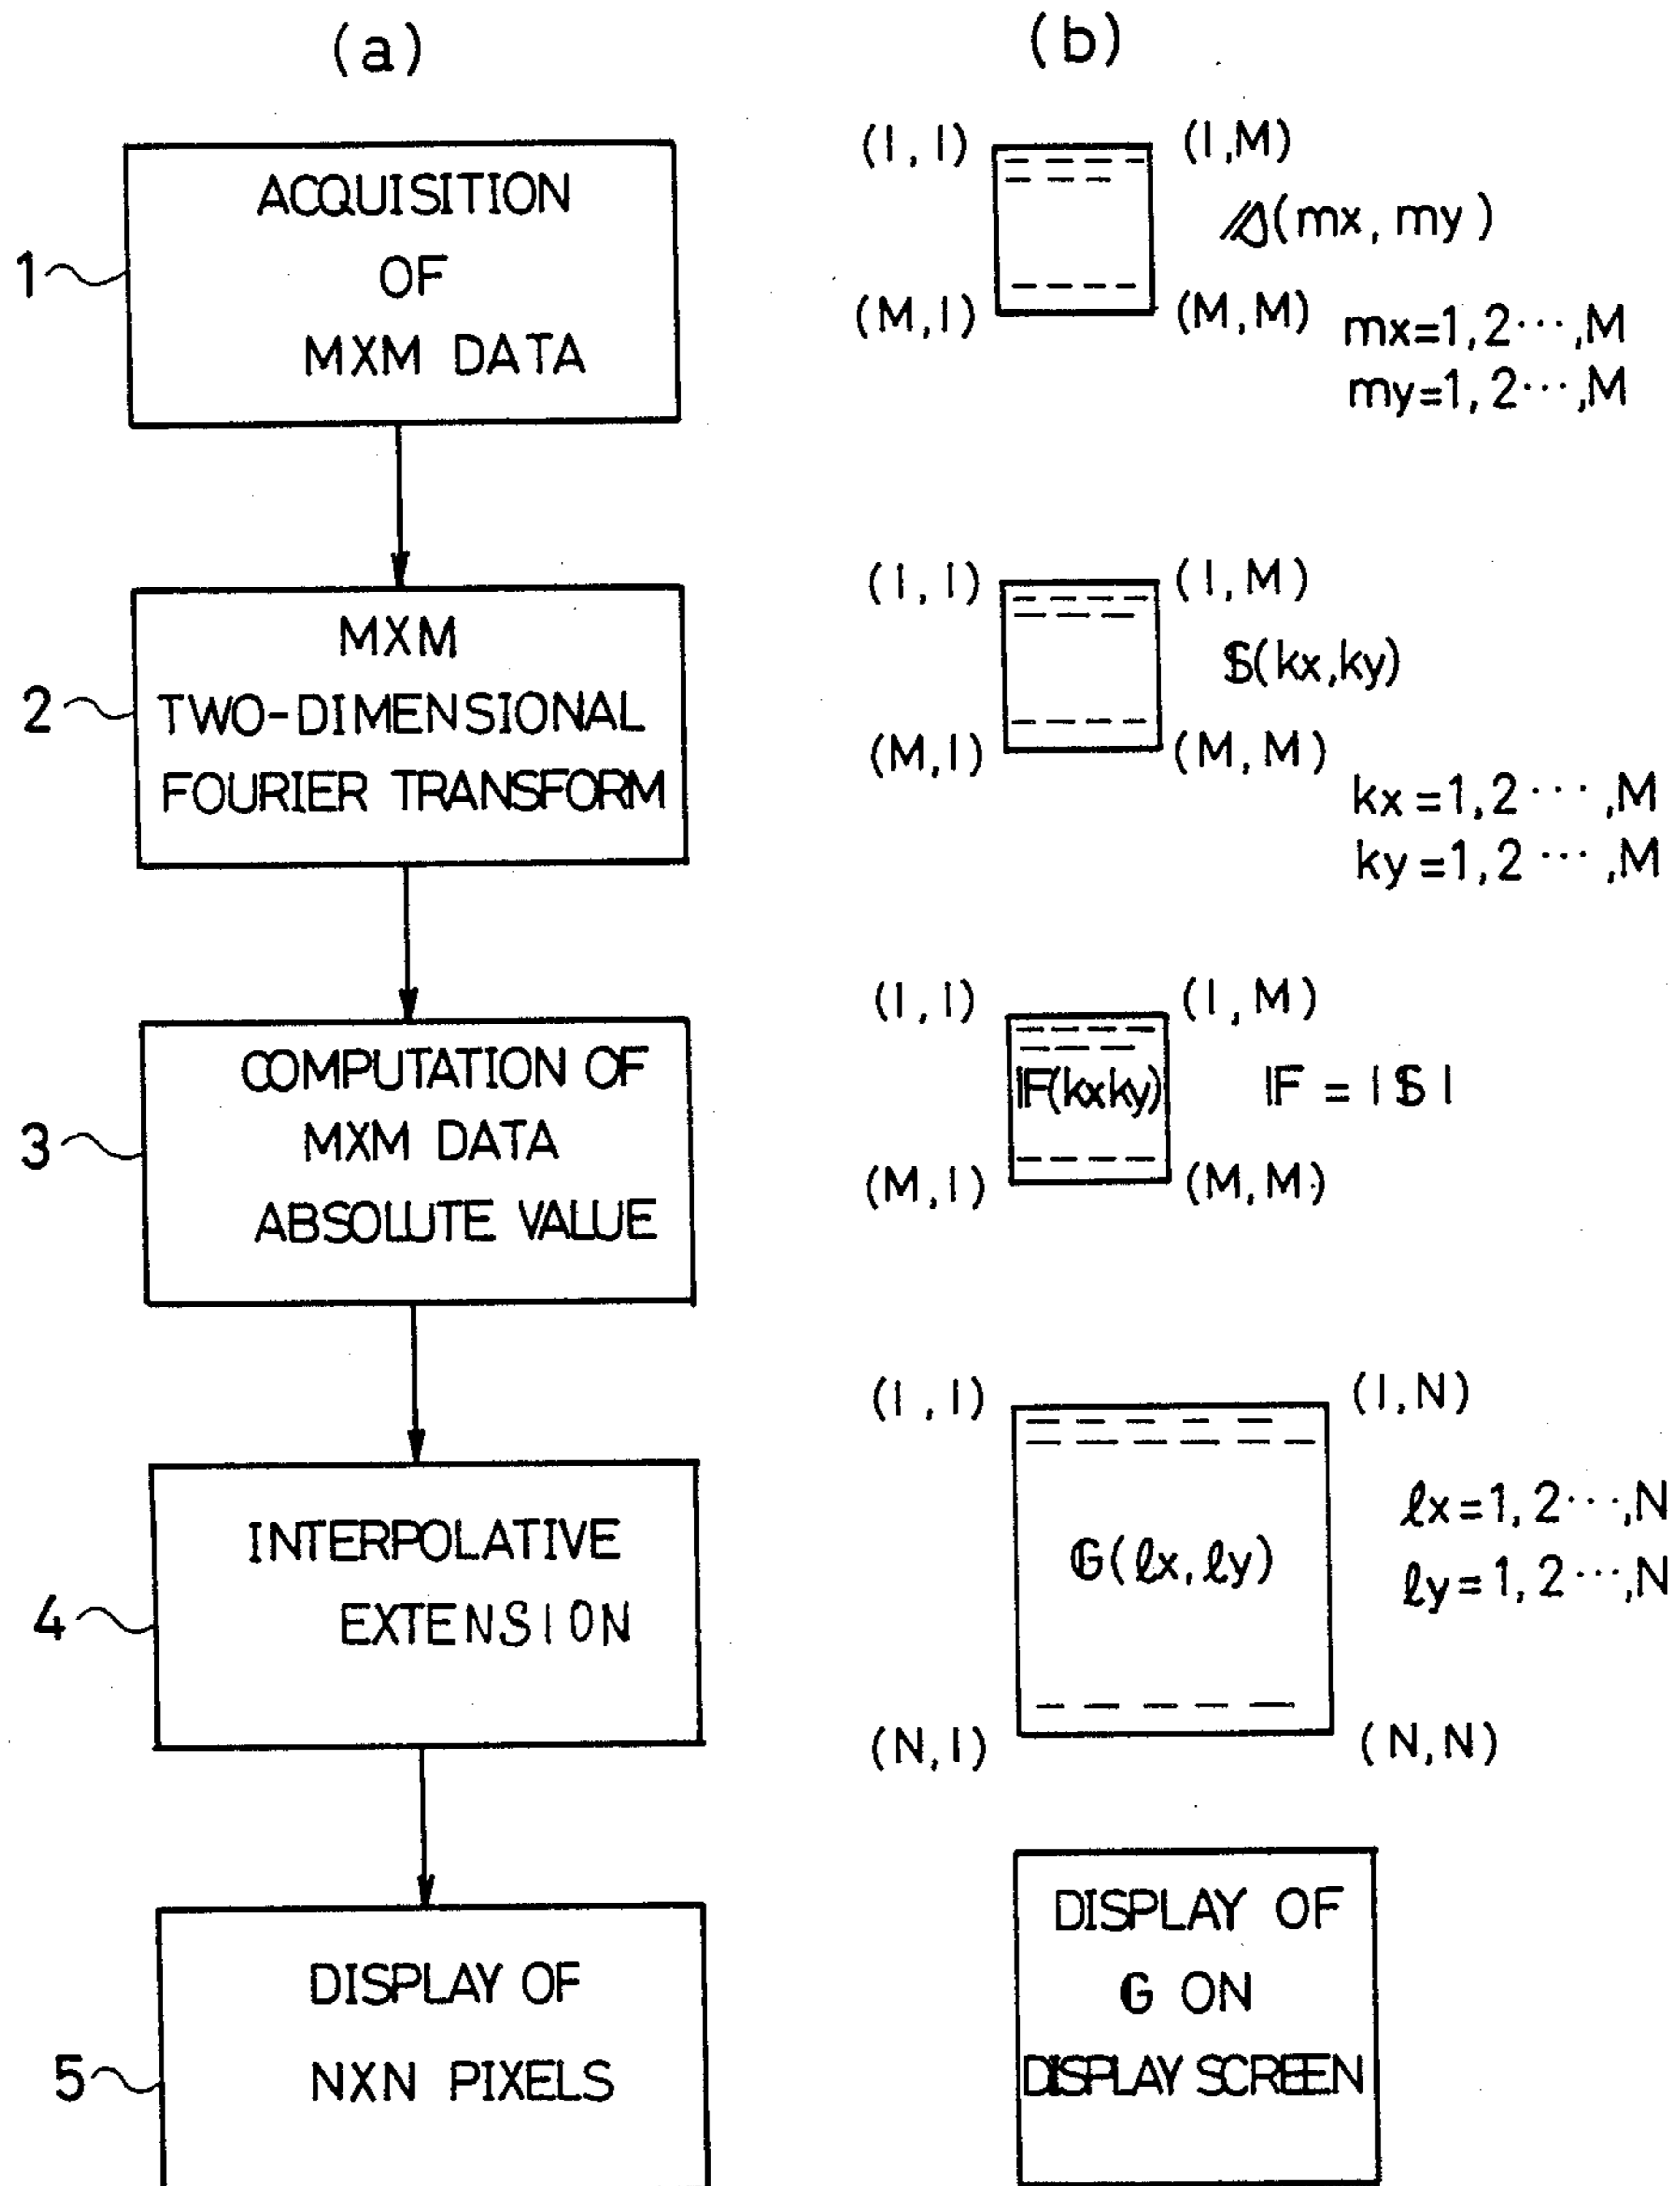 (a)
(b)
1
ACQUISITION
OF
MXM DATA
(1,1)
(1,M)
(mx, my)
(M,1)
(M,M)
mx=1,2···,M
my=1,2···,M
2
MXM
TWO-DIMENSIONAL
FOURIER TRANSFORM
(1,1)
(1,M)
S(kx,ky)
(M,1)
(M,M)
kx=1,2···,M
ky=1,2···,M
3
COMPUTATION OF
MXM DATA
ABSOLUTE VALUE
(1,1)
(1,M)
F(kxky)
F = |S|
(M,1)
(M,M)
4
INTERPOLATIVE
EXTENSION
(1,1)
(1,N)
G(ℓx,ℓy)
ℓx=1,2···,N
ℓy=1,2···,N
(N,1)
(N,N)
5
DISPLAY OF
NXN PIXELS
DISPLAY OF
G ON
DISPLAY SCREEN